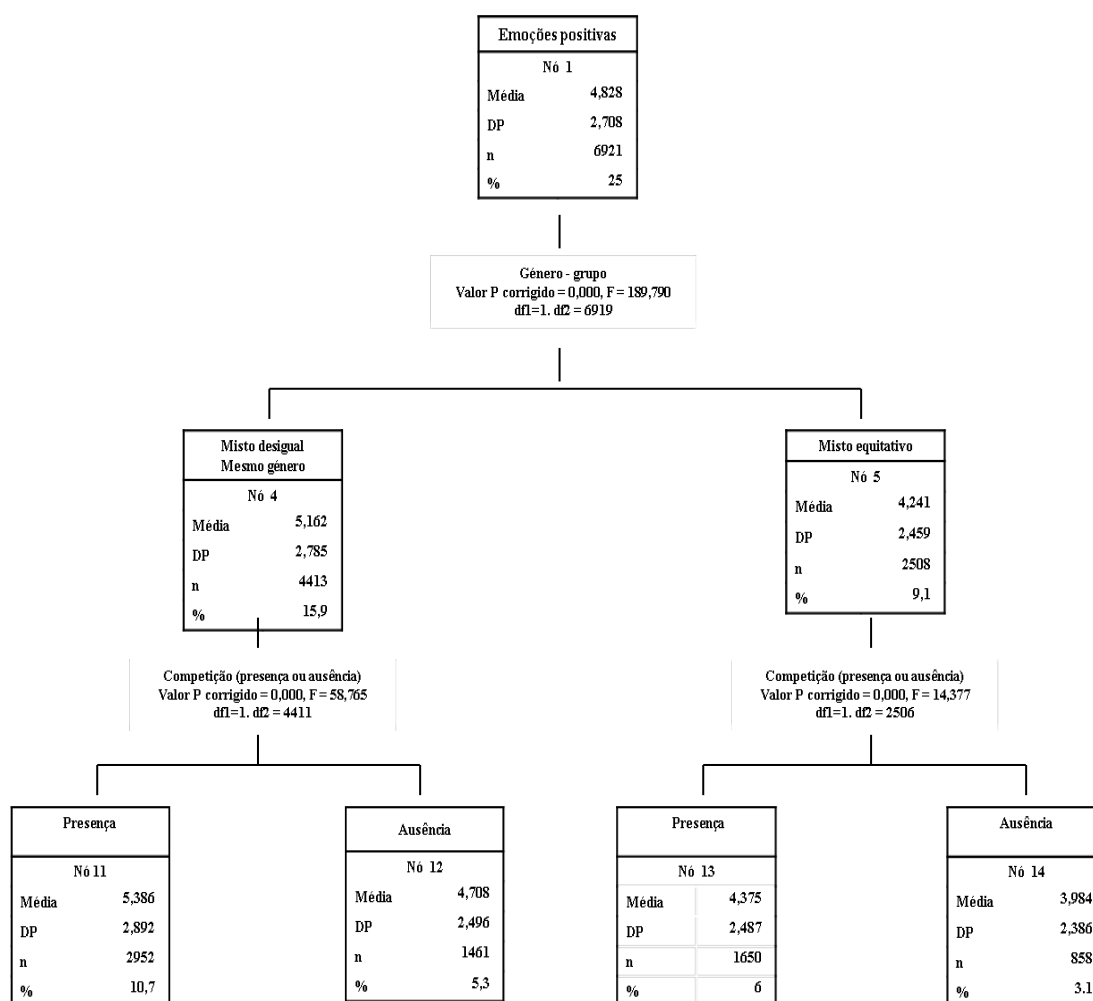 Emoções positivas
Nó 1
Média 4,828
DP 2,708
n 6921
% 25
Género - grupo
Valor P corrigido = 0,000, F = 189,790
df1=1. df2 = 6919
Misto desigual
Mesmo género
Nó 4
Média 5,162
DP 2,785
n 4413
% 15,9
Misto equitativo
Nó 5
Média 4,241
DP 2,459
n 2508
% 9,1
Competição (presença ou ausência)
Valor P corrigido = 0,000, F = 58,765
df1=1. df2 = 4411
Competição (presença ou ausência)
Valor P corrigido = 0,000, F = 14,377
df1=1. df2 = 2506
Presença
Nó 11
Média 5,386
DP 2,892
n 2952
% 10,7
Ausência
Nó 12
Média 4,708
DP 2,496
n 1461
% 5,3
Presença
Nó 13
Média 4,375
DP 2,487
n 1650
% 6
Ausência
Nó 14
Média 3,984
DP 2,386
n 858
% 3.1